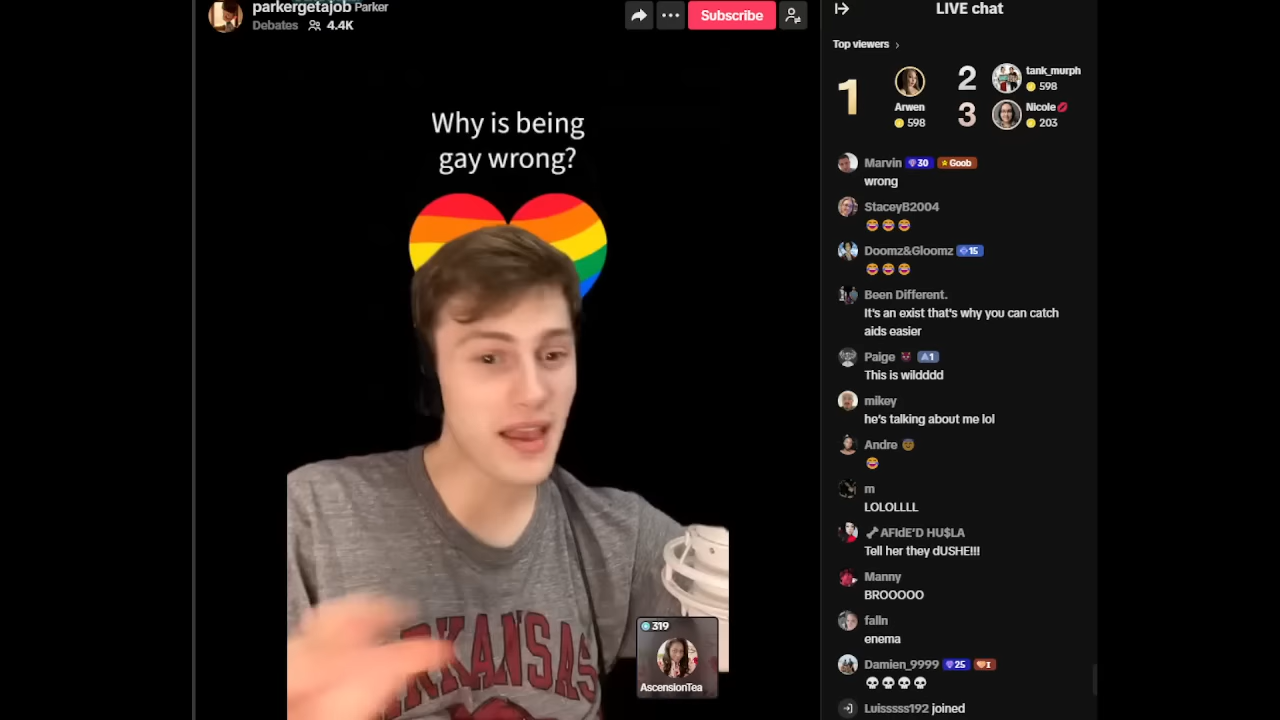 parkergetajob Parker
Debates 4.4K
Subscribe
Why is being
gay wrong?
ARKANSAS
319
AscensionTea
LIVE chat
Top viewers
1
Arwen
598
2
tank_murph
598
3
Nicole
203
Marvin 30 Goob
wrong
StaceyB2004
Doomz&Gloomz 15
Been Different.
It's an exist that's why you can catch
aids easier
Paige 1
This is wildddd
mikey
he's talking about me lol
Andre
m
LOLOLLLL
AFIdE'D HU$LA
Tell her they dUSHE!!!
Manny
BROOOOO
falln
enema
Damien_9999 25 I
Luisssss192 joined